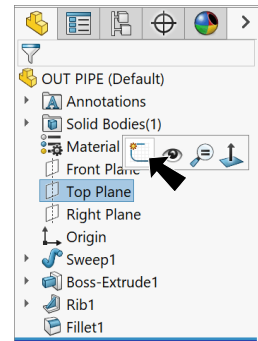 OUT PIPE (Default)
Annotations
Solid Bodies(1)
Material
Front Plane
Top Plane
Right Plane
Origin
Sweep1
Boss-Extrude1
Rib1
Fillet1